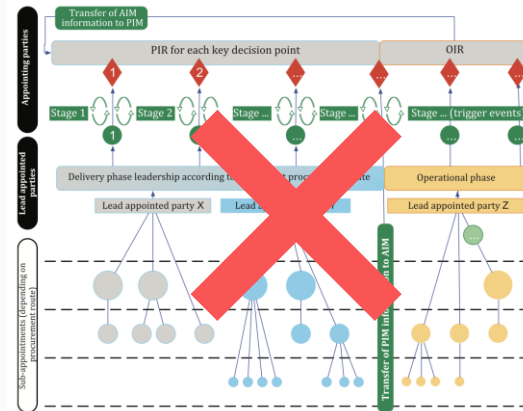 Transfer of AIM
information to PIM
PIR for each key decision point
OIR
1
2
...
...
...
...
Stage 1
Stage 2
Stage ...
Stage ...
Stage ... (trigger events)
1
...
...
...
Appointing parties
Lead appointed
parties
Delivery phase leadership according to
Operational phase
Lead appointed party X
Lead
Lead appointed party Z
...
Transfer of PIM information to AIM
Sub-appointments (depending on
procurement route)